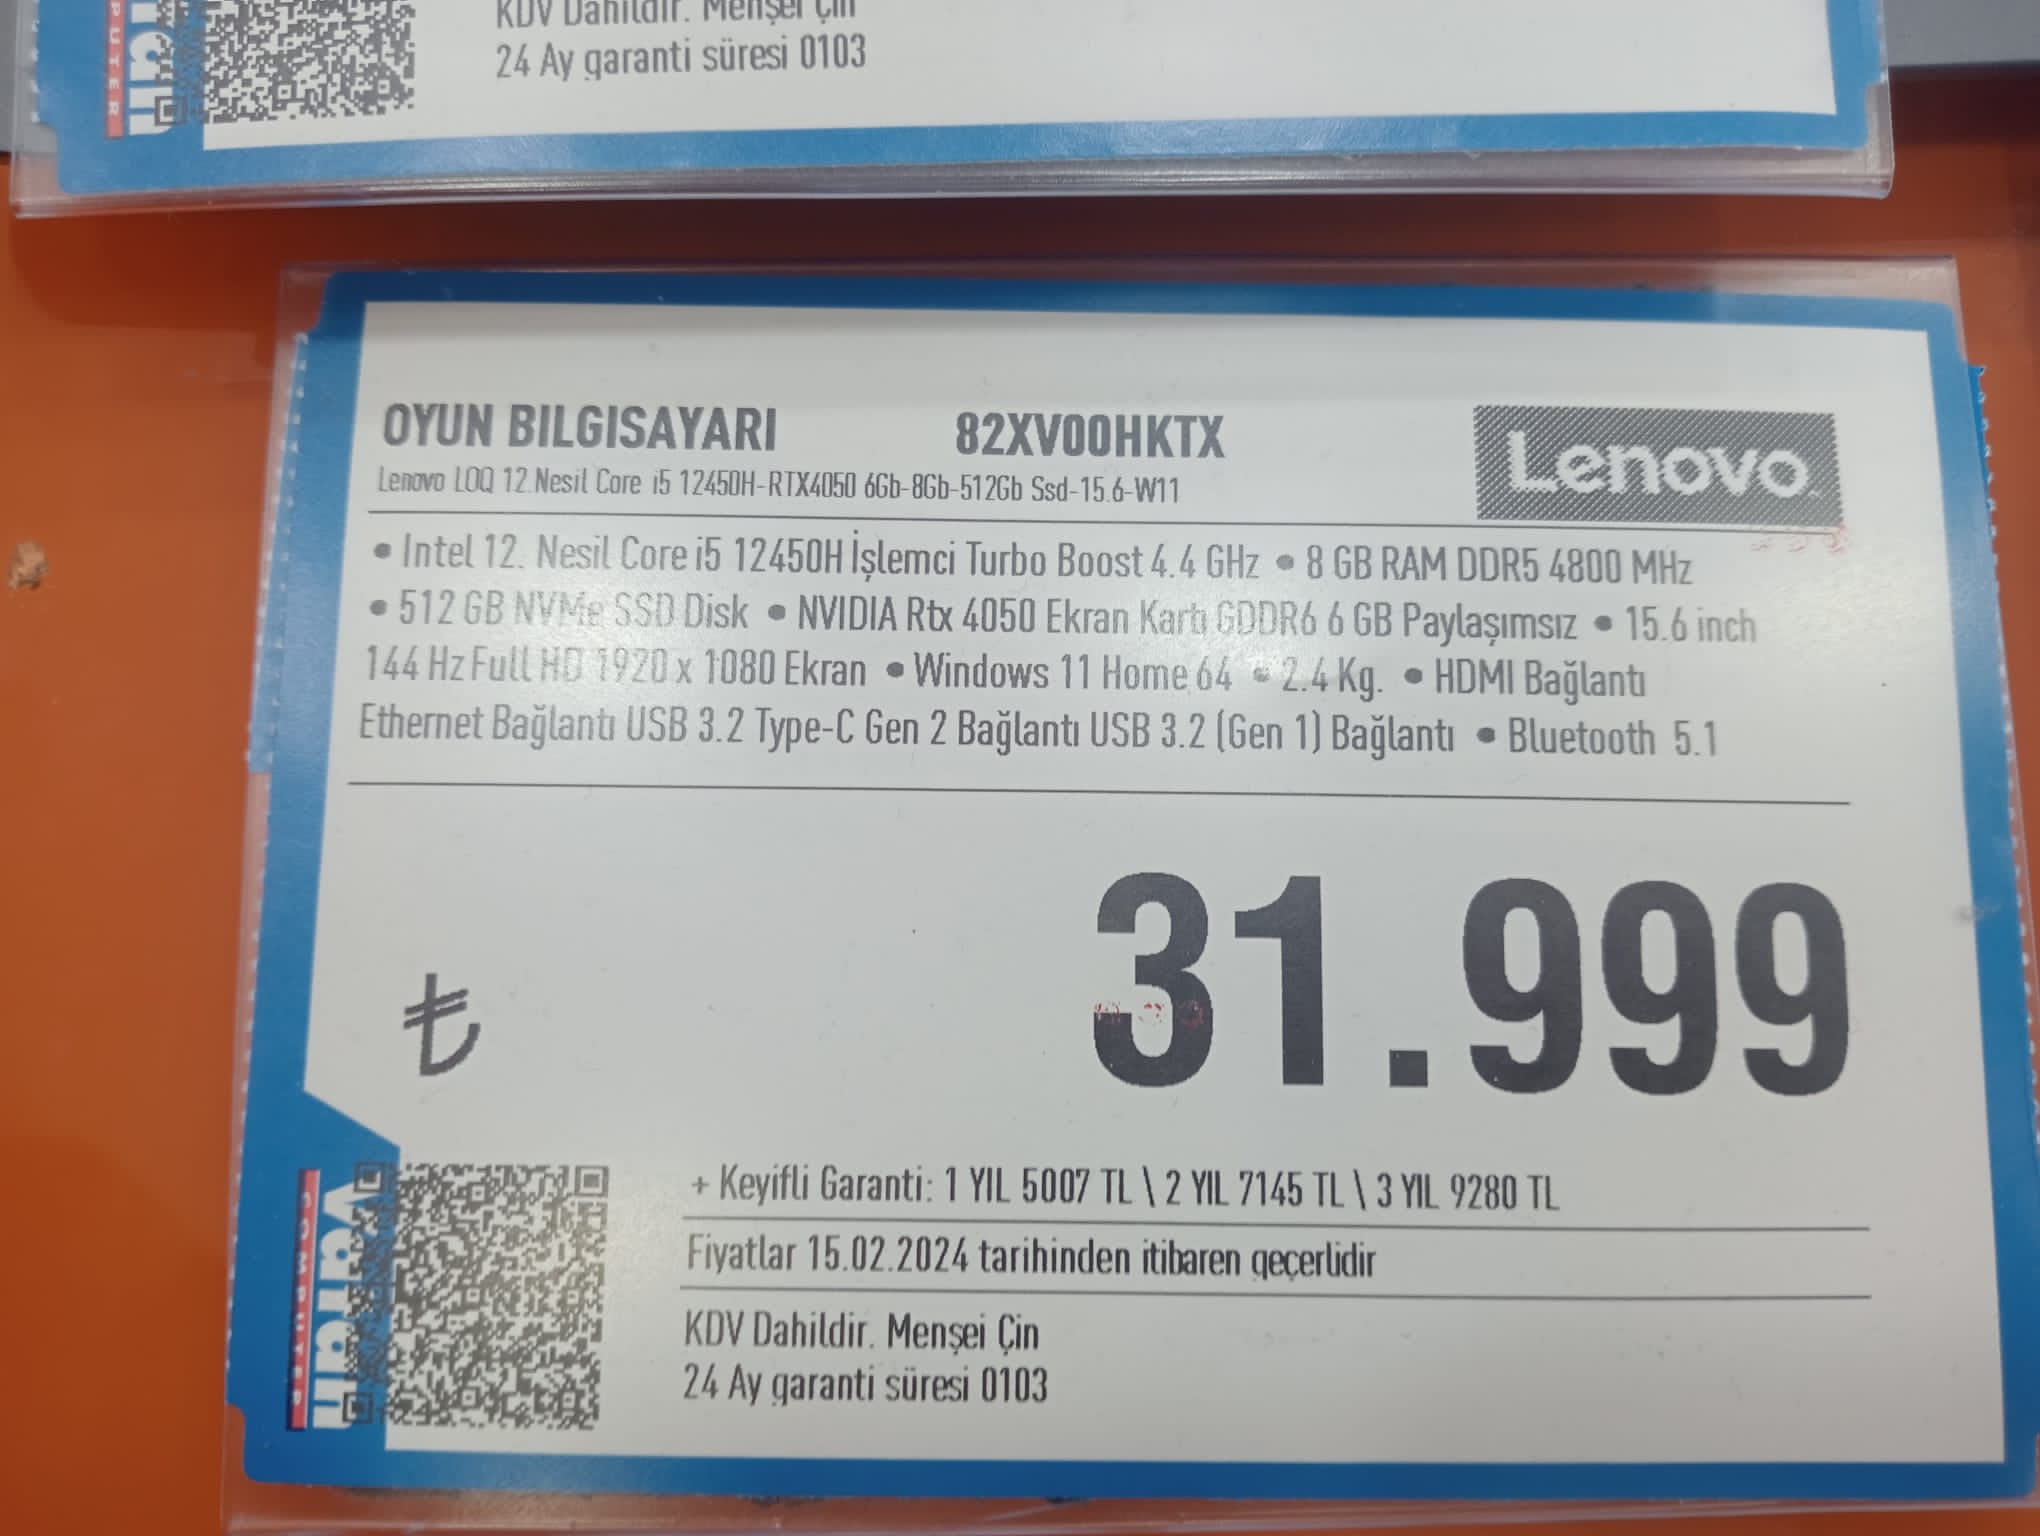 KDV Dahildir. Menşei Çin
24 Ay garanti süresi 0103
OYUN BILGISAYARI 82XV00HKTX
Lenovo
Lenovo LOQ 12.Nesil Core i5 12450H-RTX4050 6Gb-8Gb-512Gb Ssd-15.6-W11
• Intel 12. Nesil Core i5 12450H İşlemci Turbo Boost 4.4 GHz • 8 GB RAM DDR5 4800 MHz
• 512 GB NVMe SSD Disk • NVIDIA Rtx 4050 Ekran Kartı GDDR6 6 GB Paylaşımsız • 15.6 inch
144 Hz Full HD 1920 x 1080 Ekran • Windows 11 Home 64 • 2.4 Kg. • HDMI Bağlantı
Ethernet Bağlantı USB 3.2 Type-C Gen 2 Bağlantı USB 3.2 (Gen 1) Bağlantı • Bluetooth 5.1
₺ 31.999
+ Keyifli Garanti: 1 YIL 5007 TL \ 2 YIL 7145 TL \ 3 YIL 9280 TL
Fiyatlar 15.02.2024 tarihinden itibaren geçerlidir
KDV Dahildir. Menşei Çin
24 Ay garanti süresi 0103
Vatan
COMPUTER